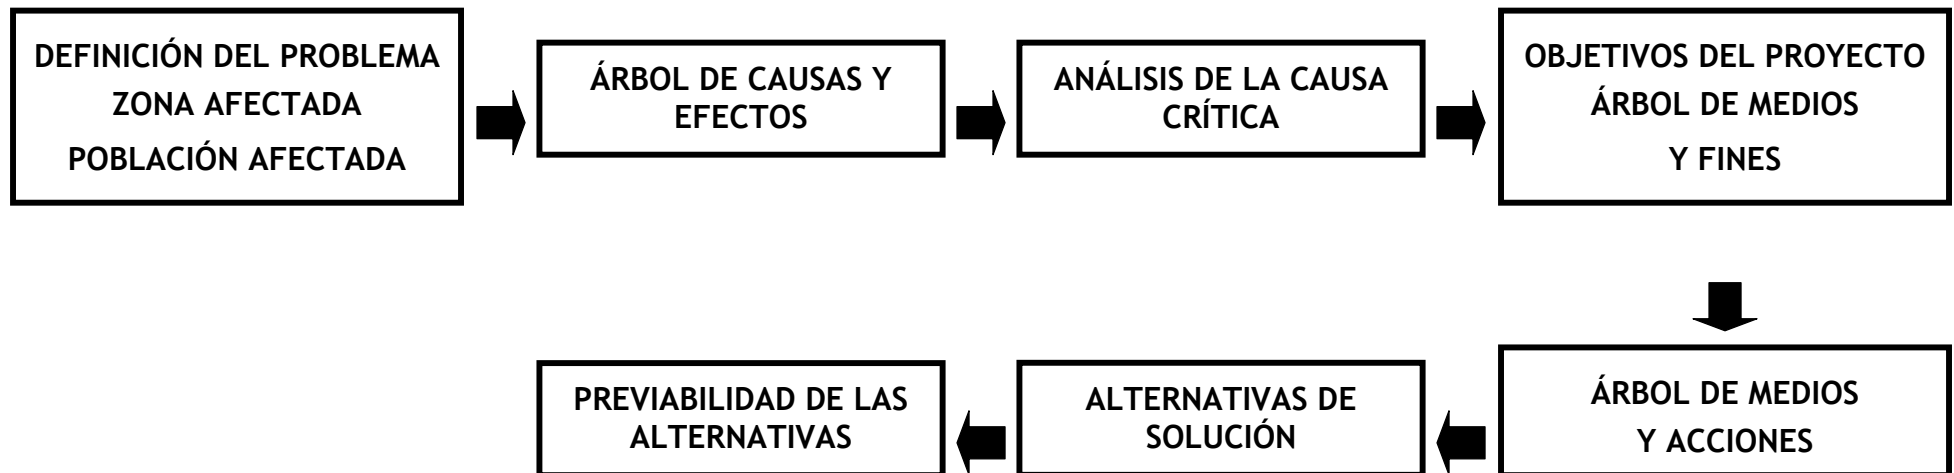 DEFINICIÓN DEL PROBLEMA
ZONA AFECTADA
POBLACIÓN AFECTADA
ÁRBOL DE CAUSAS Y
EFECTOS
ANÁLISIS DE LA CAUSA
CRÍTICA
OBJETIVOS DEL PROYECTO
ÁRBOL DE MEDIOS
Y FINES
ÁRBOL DE MEDIOS
Y ACCIONES
ALTERNATIVAS DE
SOLUCIÓN
PREVIABILIDAD DE LAS
ALTERNATIVAS